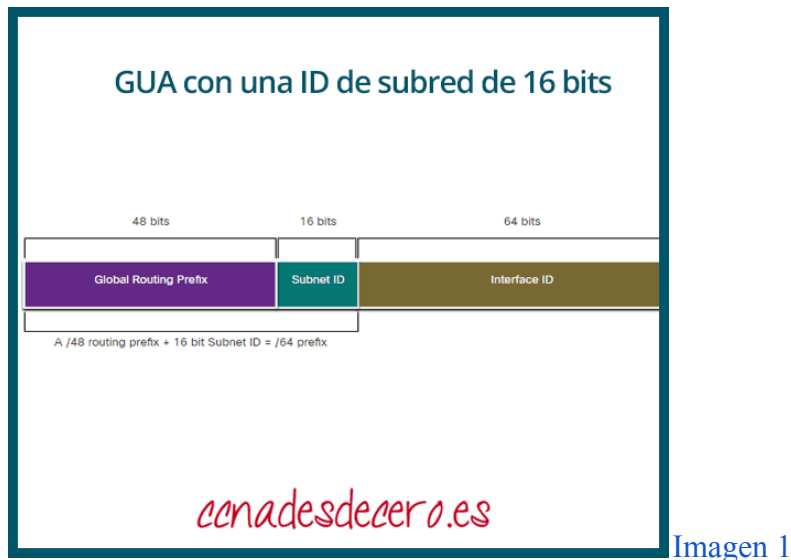 GUA con una ID de subred de 16 bits
48 bits 16 bits 64 bits
Global Routing Prefix Subnet ID Interface ID
A /48 routing prefix + 16 bit Subnet ID = /64 prefix
ccnadesdecero.es
Imagen 1